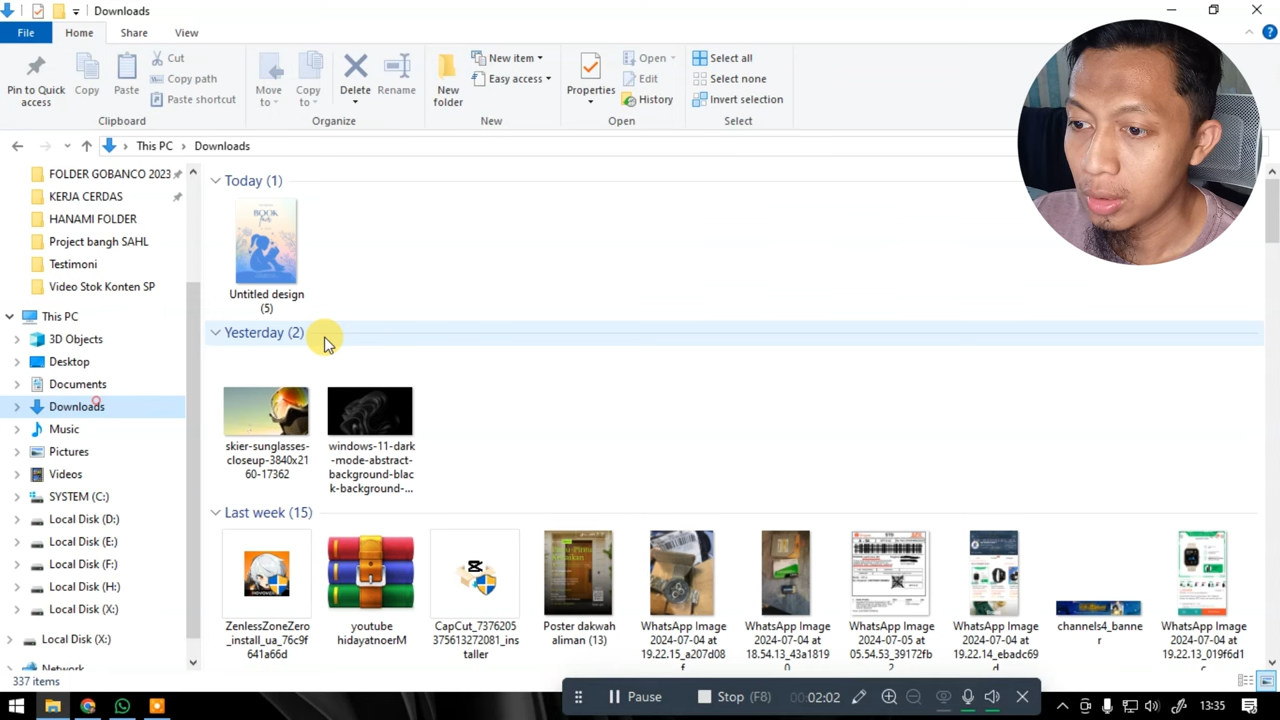 Downloads
File
Home
Share
View
Pin to Quick
access
Copy
Paste
Cut
Copy path
Paste shortcut
Clipboard
Move
to
Copy
to
Delete
Rename
Organize
New
folder
New item
Easy access
New
Properties
Open
Edit
History
Open
Select all
Select none
Invert selection
Select
This PC
Downloads
FOLDER GOBANCO 2023
KERJA CERDAS
HANAMI FOLDER
Project bangh SAHL
Testimoni
Video Stok Konten SP
This PC
3D Objects
Desktop
Documents
Downloads
Music
Pictures
Videos
SYSTEM (C:)
Local Disk (D:)
Local Disk (E:)
Local Disk (F:)
Local Disk (H:)
Local Disk (X:)
Local Disk (X:)
Network
Today (1)
BOOK
Untitled design
(5)
Yesterday (2)
skier-sunglasses-
closeup-3840x21
60-17362
windows-11-dark
-mode-abstract-
background-blac
k-background-...
Last week (15)
ZenlessZoneZero
_install_ua_76c9f
641a66d
youtube
hidayatnoerM
CapCut_7376205
375613272081_ins
taller
Poster dakwah
aliman (13)
WhatsApp Image
2024-07-04 at
19.22.15_a207d08
f
WhatsApp Image
2024-07-04 at
18.54.13_43a1819
0
WhatsApp Image
2024-07-05 at
05.54.53_39172fb
2
WhatsApp Image
2024-07-04 at
19.22.14_ebadc69
d
channels4_banne
r
WhatsApp Image
2024-07-04 at
19.22.13_019f6d1
337 items
Pause
Stop (F8)
00:02:02
13:35